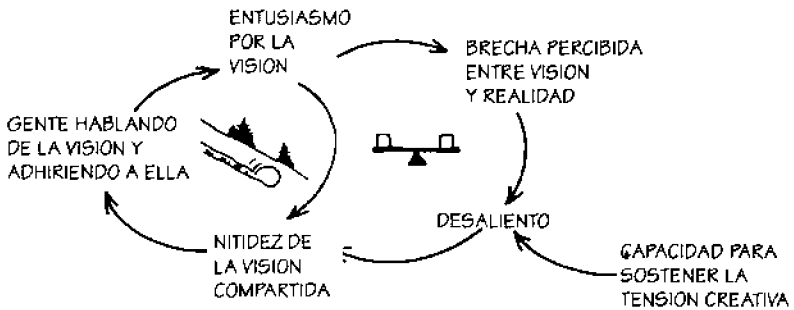 ENTUSIASMO
POR LA
VISION
BRECHA PERCIBIDA
ENTRE VISION
Y REALIDAD
GENTE HABLANDO
DE LA VISION Y
ADHIRIENDO A ELLA
DESALIENTO
NITIDEZ DE
LA VISION
COMPARTIDA
CAPACIDAD PARA
SOSTENER LA
TENSION CREATIVA